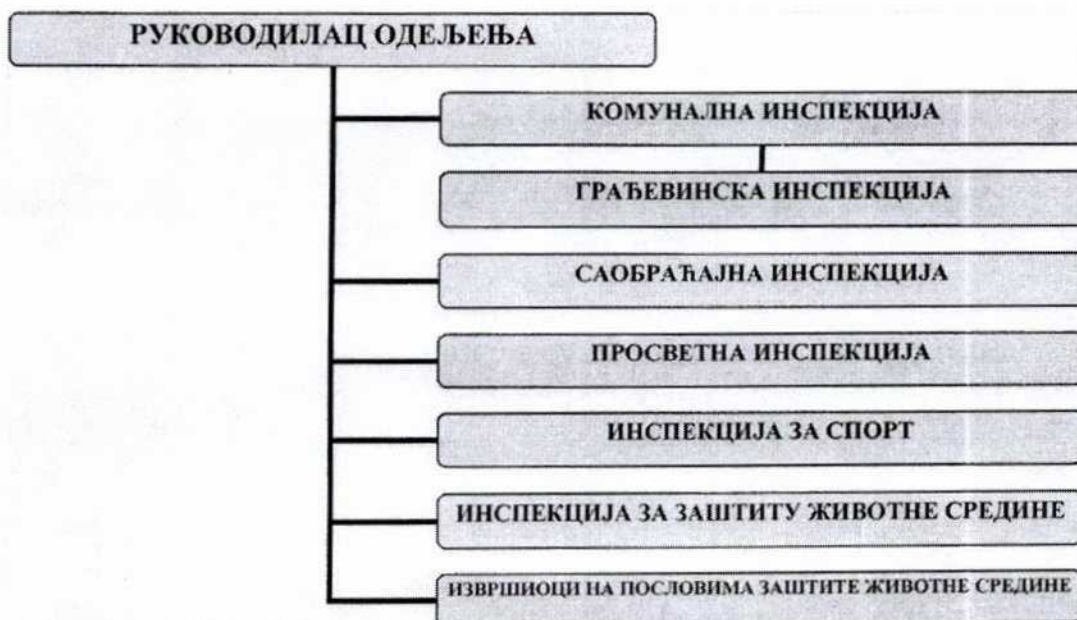 РУКОВОДИЛАЦ ОДЕЉЕЊА
КОМУНАЛНА ИНСПЕКЦИЈА
ГРАЂЕВИНСКА ИНСПЕКЦИЈА
САОБРАЋАЈНА ИНСПЕКЦИЈА
ПРОСВЕТНА ИНСПЕКЦИЈА
ИНСПЕКЦИЈА ЗА СПОРТ
ИНСПЕКЦИЈА ЗА ЗАШТИТУ ЖИВОТНЕ СРЕДИНЕ
ИЗВРШИОЦИ НА ПОСЛОВИМА ЗАШТИТЕ ЖИВОТНЕ СРЕДИНЕ